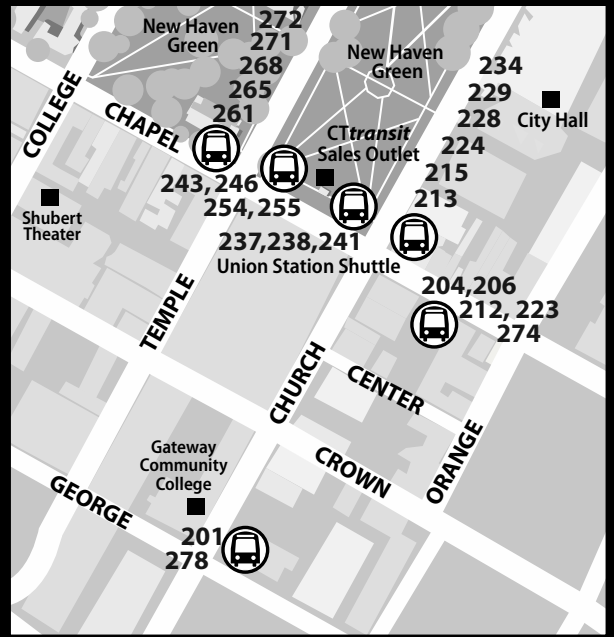 New Haven
Green
272
271
268
265
261
New Haven
Green
234
229
228
224
215
213
City Hall
COLLEGE
CHAPEL
CTtransit
Sales Outlet
243, 246
254, 255
237,238,241
Union Station Shuttle
Shubert
Theater
204,206
212, 223
274
TEMPLE
CHURCH
CENTER
ORANGE
CROWN
Gateway
Community
College
GEORGE
201
278